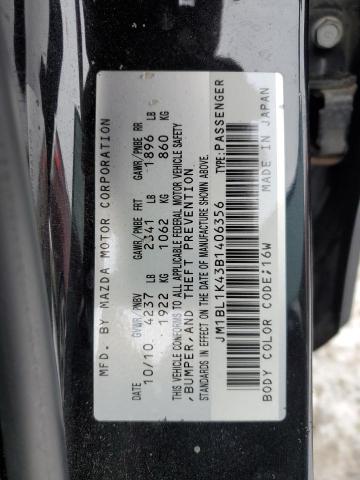 MFD. BY MAZDA MOTOR CORPORATION
DATE GVWR/PNBV GAWR/PNBE FRT GAWR/PNBE RR
10/10 4237 LB 2341 LB 1896 LB
1922 KG 1062 KG 860 KG
THIS VEHICLE CONFORMS TO ALL APPLICABLE FEDERAL MOTOR VEHICLE SAFETY
,BUMPER,AND THEFT PREVENTION
STANDARDS IN EFFECT ON THE DATE OF MANUFACTURE SHOWN ABOVE.
JM1BL1K43B1406356 TYPE:PASSENGER
BODY COLOR CODE;16W MADE IN JAPAN